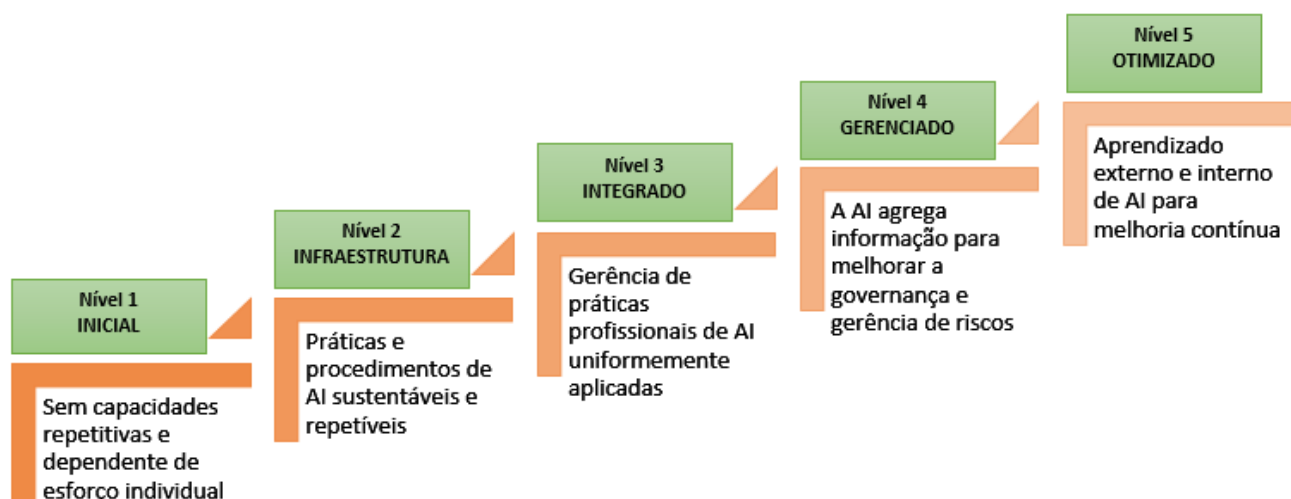 Nível 1
INICIAL
Sem capacidades
repetitivas e
dependente de
esforço individual
Nível 2
INFRAESTRUTURA
Práticas e
procedimentos de
AI sustentáveis e
repetíveis
Nível 3
INTEGRADO
Gerência de
práticas
profissionais de AI
uniformemente
aplicadas
Nível 4
GERENCIADO
A AI agrega
informação para
melhorar a
governança e
gerência de riscos
Nível 5
OTIMIZADO
Aprendizado
externo e interno
de AI para
melhoria contínua